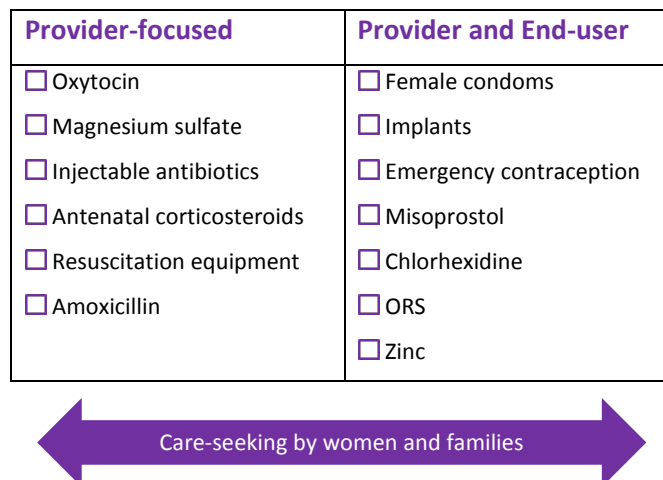 Provider-focused
Provider and End-user
Oxytocin
Magnesium sulfate
Injectable antibiotics
Antenatal corticosteroids
Resuscitation equipment
Amoxicillin
Female condoms
Implants
Emergency contraception
Misoprostol
Chlorhexidine
ORS
Zinc
Care-seeking by women and families